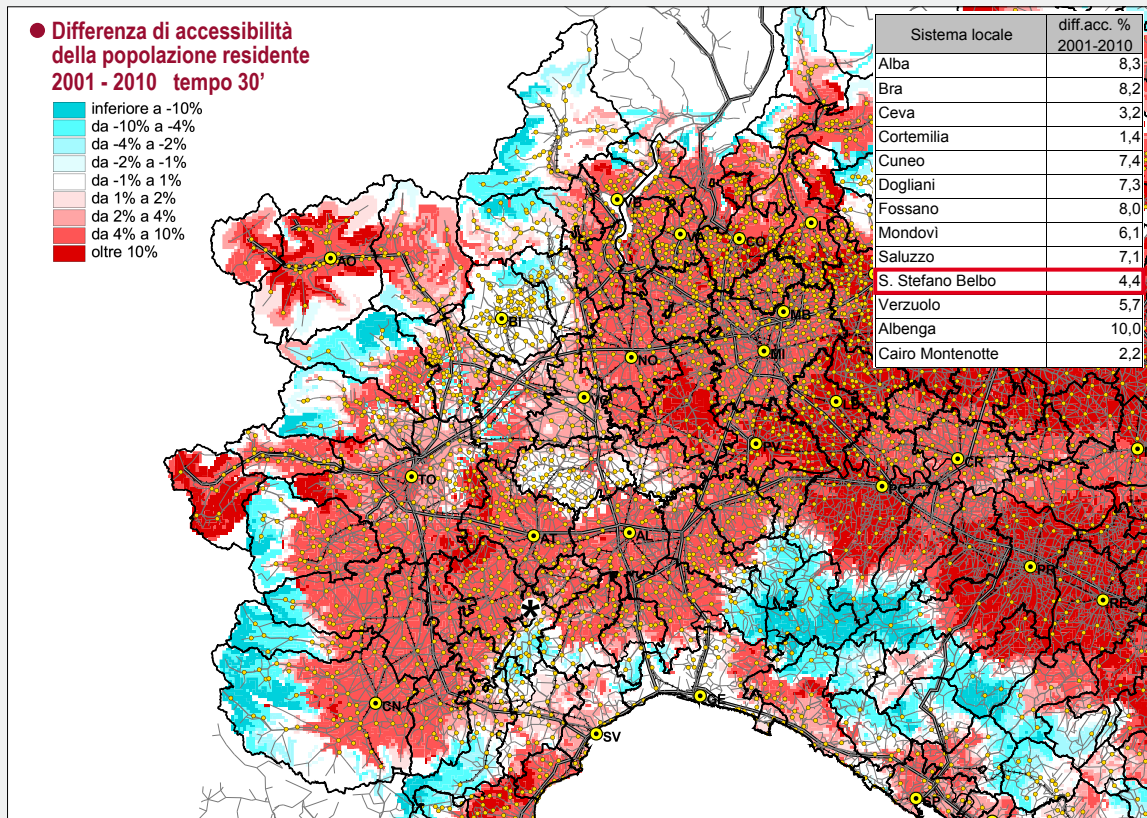 Differenza di accessibilità
della popolazione residente
2001 - 2010 tempo 30'
inferiore a -10%
da -10% a -4%
da -4% a -2%
da -2% a -1%
da -1% a 1%
da 1% a 2%
da 2% a 4%
da 4% a 10%
oltre 10%
Sistema locale diff.acc. % 2001-2010
Alba 8,3
Bra 8,2
Ceva 3,2
Cortemilia 1,4
Cuneo 7,4
Dogliani 7,3
Fossano 8,0
Mondovì 6,1
Saluzzo 7,1
S. Stefano Belbo 4,4
Verzuolo 5,7
Albenga 10,0
Cairo Montenotte 2,2
VB
CO
AO
BI
MB
MI
NO
PV
CR
TO
AT
AL
PR
RE
*
CN
GE
SV
SP